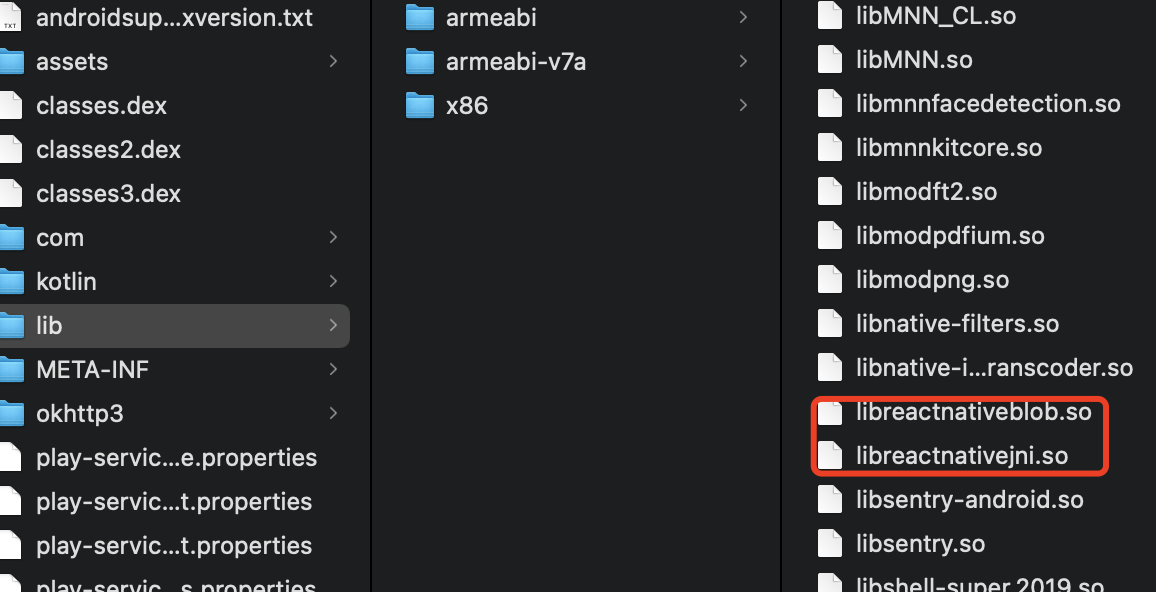 androidsup...xversion.txt
assets
classes.dex
classes2.dex
classes3.dex
com
kotlin
lib
META-INF
okhttp3
play-servic...e.properties
play-servic...t.properties
play-servic...t.properties
play-servic...s.properties
armeabi
armeabi-v7a
x86
libMNN_CL.so
libMNN.so
libmnnfacedetection.so
libmnnkitcore.so
libmodft2.so
libmodpdfium.so
libmodpng.so
libnative-filters.so
libnative-i...ranscoder.so
libreactnativeblob.so
libreactnativejni.so
libsentry-android.so
libsentry.so
libshell-super.2019.so